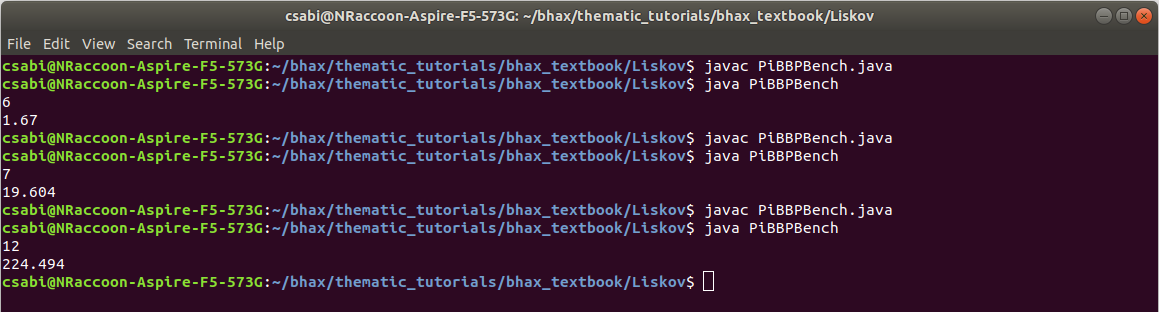 csabi@NRaccoon-Aspire-F5-573G: ~/bhax/thematic_tutorials/bhax_textbook/Liskov
File Edit View Search Terminal Help
csabi@NRaccoon-Aspire-F5-573G:~/bhax/thematic_tutorials/bhax_textbook/Liskov$ javac PiBBPBench.java
csabi@NRaccoon-Aspire-F5-573G:~/bhax/thematic_tutorials/bhax_textbook/Liskov$ java PiBBPBench
6
1.67
csabi@NRaccoon-Aspire-F5-573G:~/bhax/thematic_tutorials/bhax_textbook/Liskov$ javac PiBBPBench.java
csabi@NRaccoon-Aspire-F5-573G:~/bhax/thematic_tutorials/bhax_textbook/Liskov$ java PiBBPBench
7
19.604
csabi@NRaccoon-Aspire-F5-573G:~/bhax/thematic_tutorials/bhax_textbook/Liskov$ javac PiBBPBench.java
csabi@NRaccoon-Aspire-F5-573G:~/bhax/thematic_tutorials/bhax_textbook/Liskov$ java PiBBPBench
12
224.494
csabi@NRaccoon-Aspire-F5-573G:~/bhax/thematic_tutorials/bhax_textbook/Liskov$